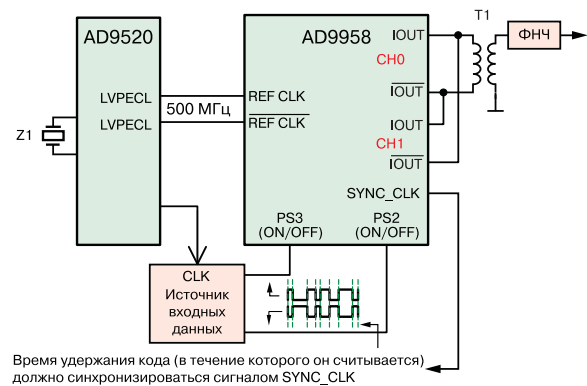 T1
AD9520
AD9958
IOUT
ФНЧ
CH0
LVPECL
REF CLK
IOUT
500 МГц
LVPECL
REF CLK
IOUT
Z1
CH1
IOUT
SYNC_CLK
PS3
(ON/OFF)
PS2
(ON/OFF)
CLK
Источник
входных
данных
Время удержания кода (в течение которого он считывается)
должно синхронизироваться сигналом SYNC_CLK